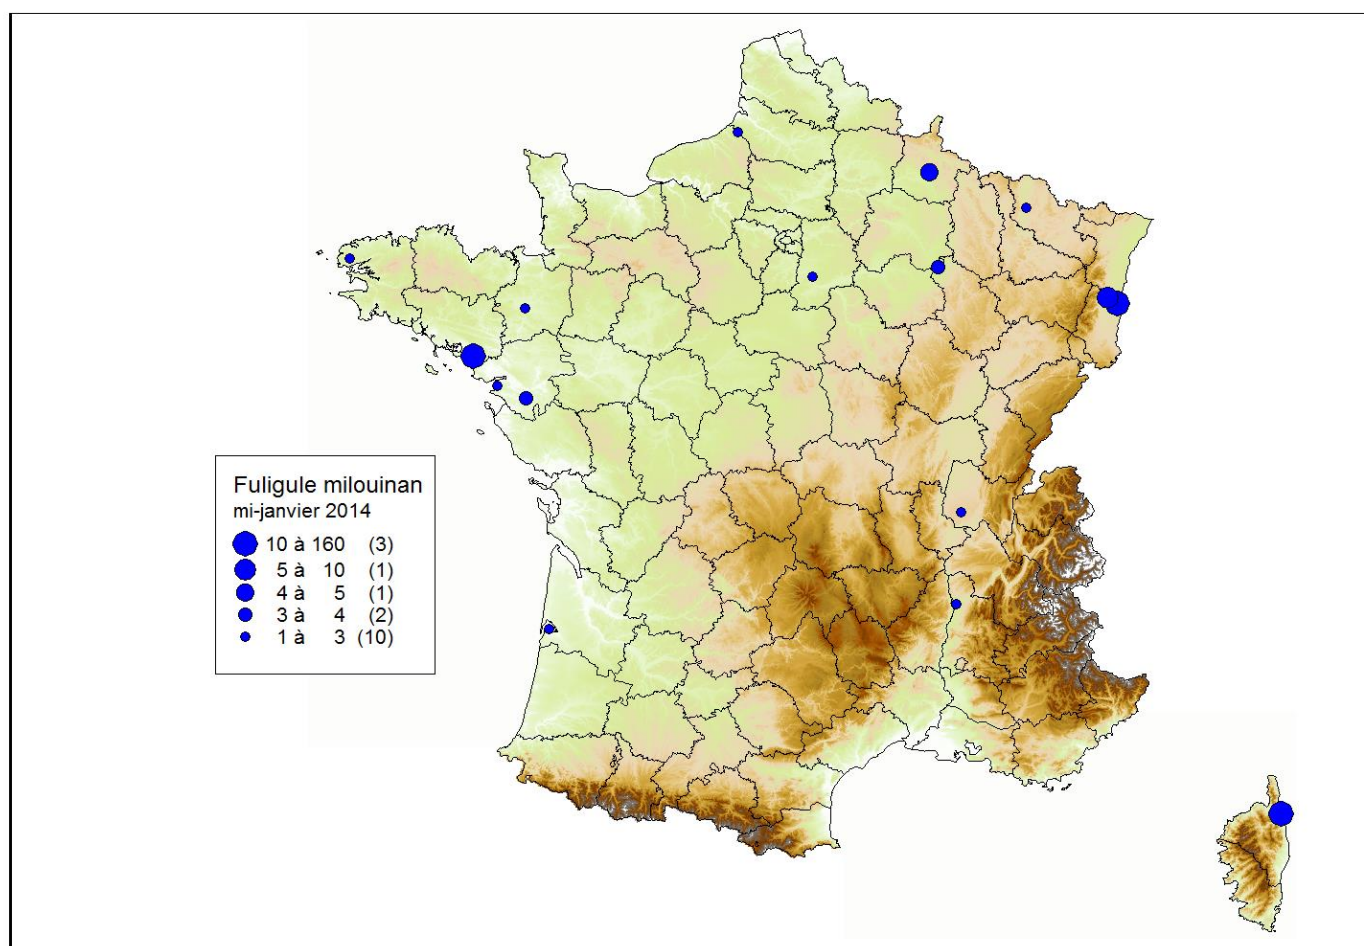 Fuligule milouinan
mi-janvier 2014
10 à 160 (3)
5 à 10 (1)
4 à 5 (1)
3 à 4 (2)
1 à 3 (10)